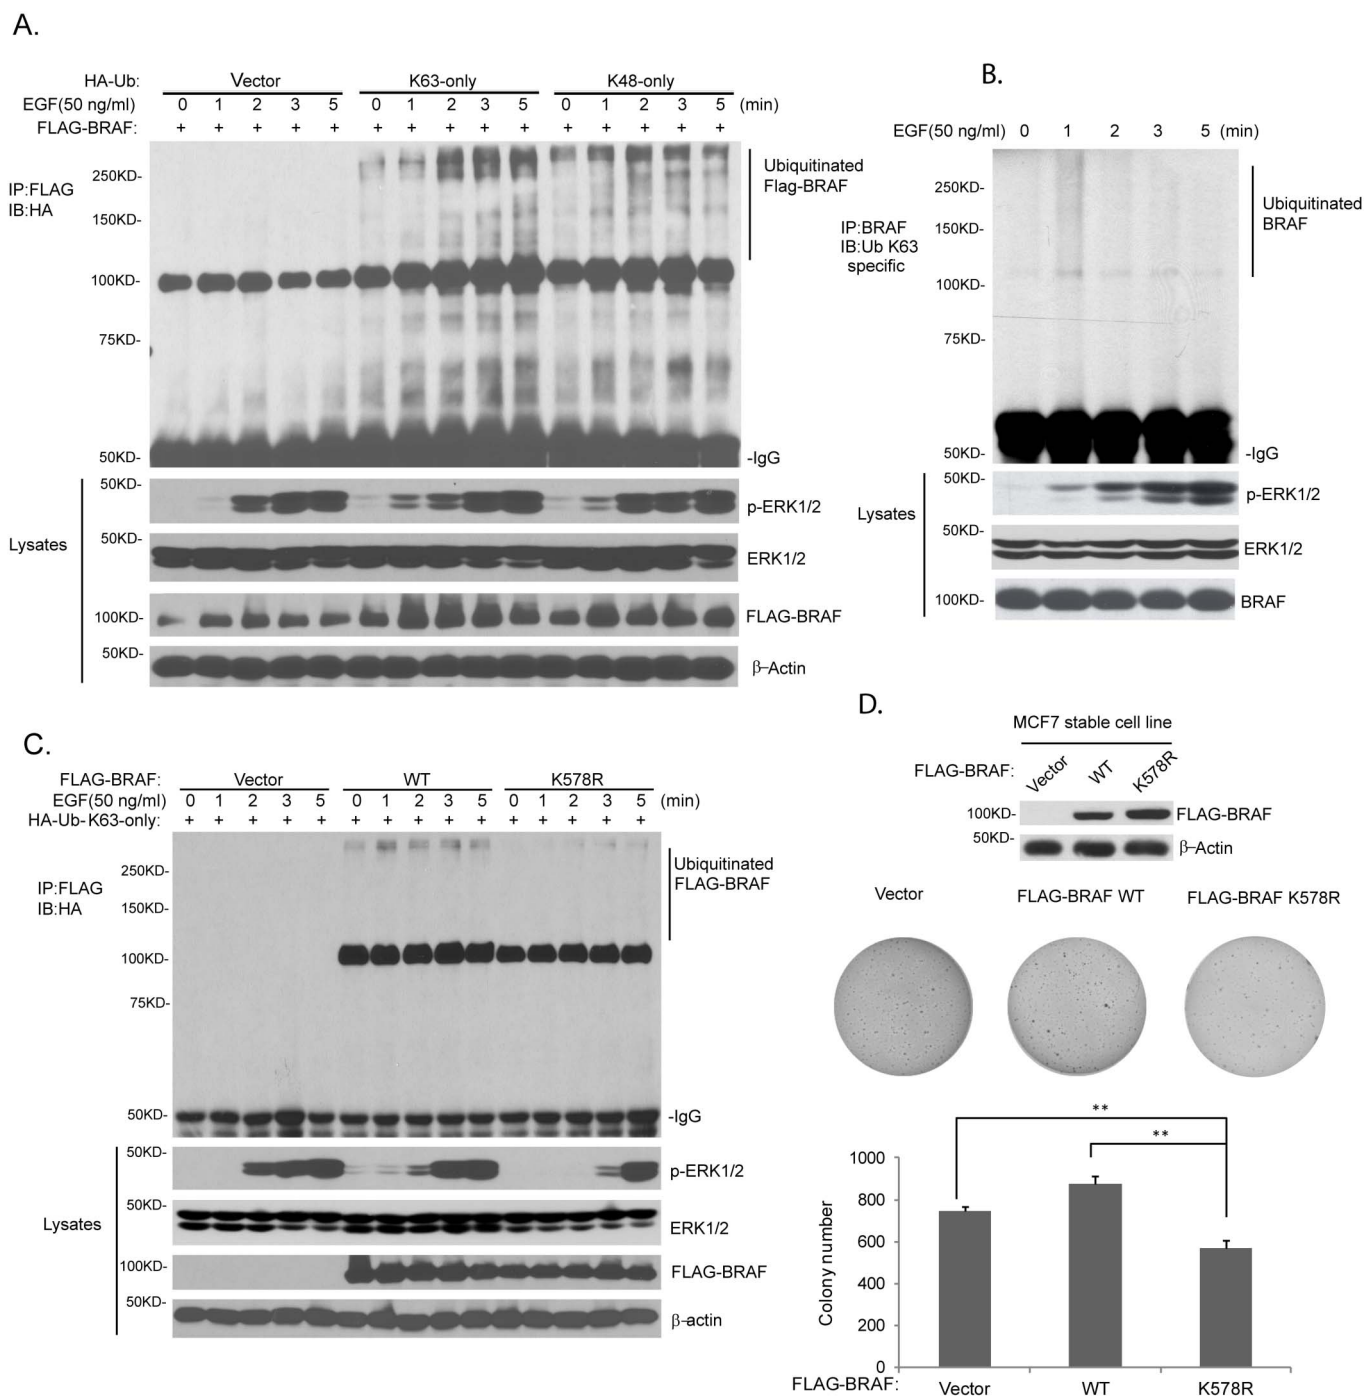 A.
HA-Ub: Vector K63-only K48-only
EGF(50 ng/ml) 0 1 2 3 5 0 1 2 3 5 0 1 2 3 5 (min)
FLAG-BRAF: + + + + + + + + + + + + + + +
IP:FLAG
IB:HA
250KD-
150KD-
100KD-
75KD-
50KD-
Ubiquitinated
Flag-BRAF
-IgG
Lysates
50KD- p-ERK1/2
50KD- ERK1/2
100KD- FLAG-BRAF
50KD- β-Actin
B.
EGF(50 ng/ml) 0 1 2 3 5 (min)
IP:BRAF
IB:Ub K63
specific
250KD-
150KD-
100KD-
75KD-
50KD-
Ubiquitinated
BRAF
-IgG
Lysates
50KD- p-ERK1/2
50KD- ERK1/2
100KD- BRAF
C.
FLAG-BRAF: Vector WT K578R
EGF(50 ng/ml) 0 1 2 3 5 0 1 2 3 5 0 1 2 3 5 (min)
HA-Ub-K63-only: + + + + + + + + + + + + + + +
IP:FLAG
IB:HA
250KD-
150KD-
100KD-
75KD-
50KD-
Ubiquitinated
FLAG-BRAF
-IgG
Lysates
50KD- p-ERK1/2
50KD- ERK1/2
100KD- FLAG-BRAF
50KD- β-actin
D.
MCF7 stable cell line
FLAG-BRAF: Vector WT K578R
100KD- FLAG-BRAF
50KD- β-Actin
Vector FLAG-BRAF WT FLAG-BRAF K578R
**
**
Colony number
1000
800
600
400
200
0
FLAG-BRAF: Vector WT K578R